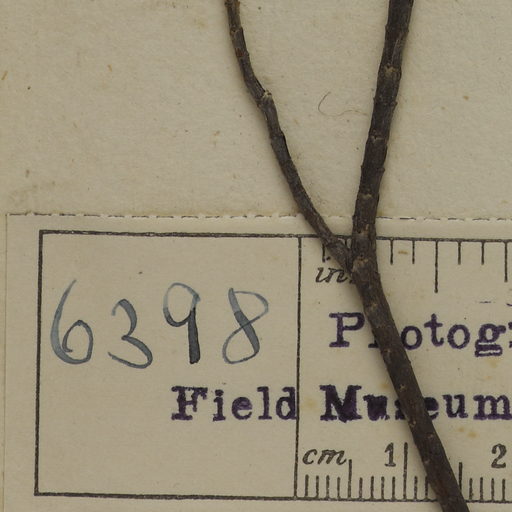 in.
6398
Photog
Field Museum
cm 1 2